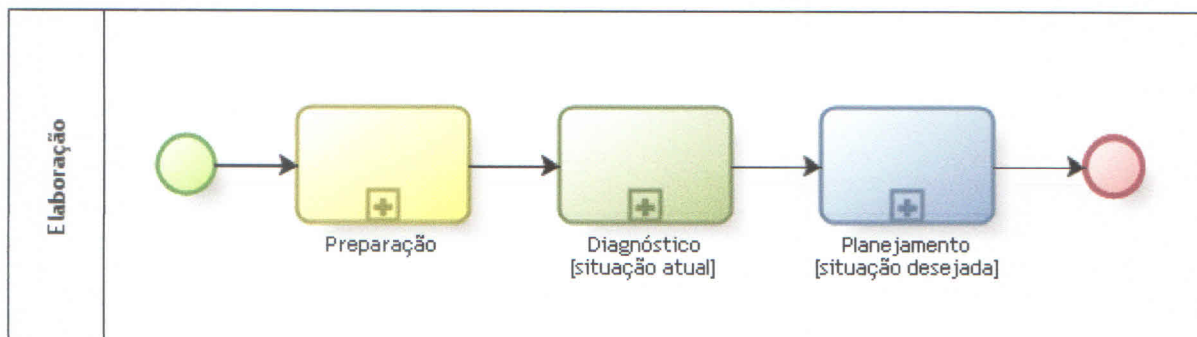 Elaboração
Preparação
Diagnóstico
[situação atual]
Planejamento
[situação desejada]